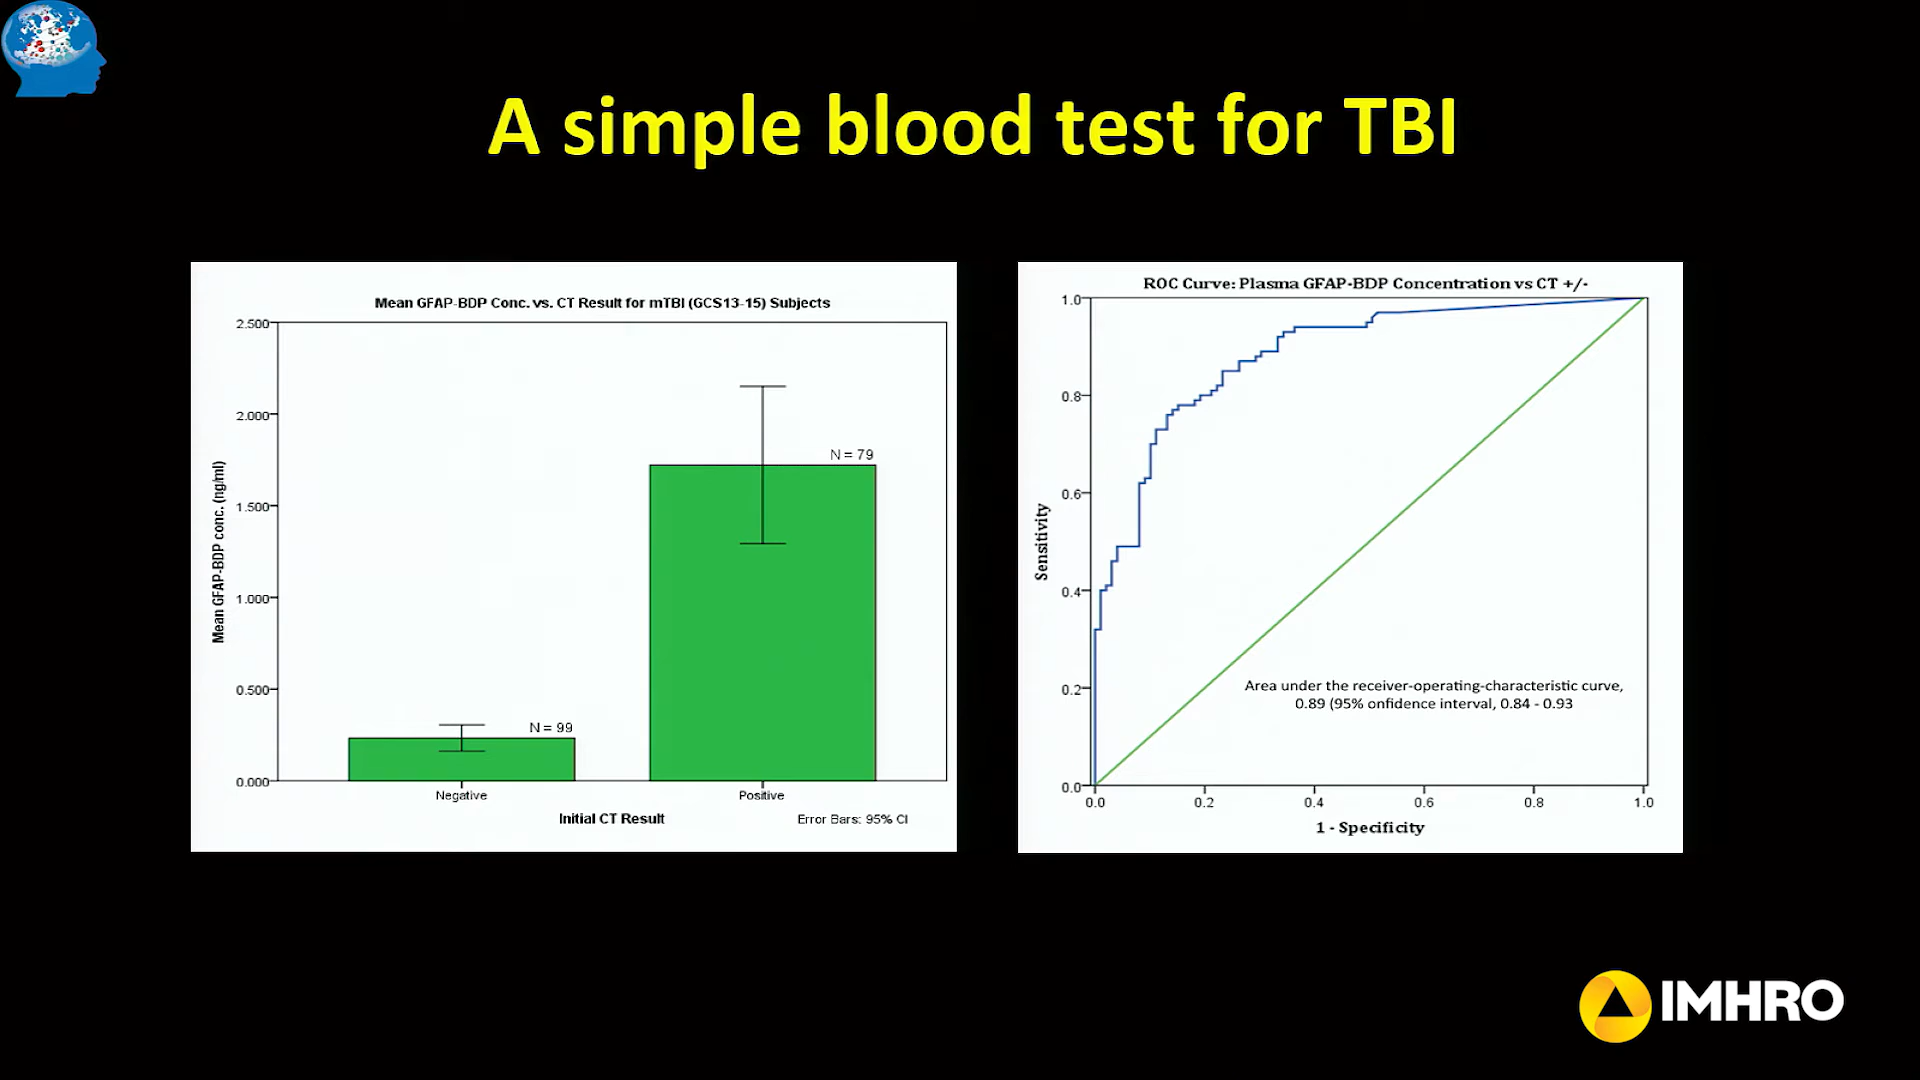 A simple blood test for TBI
Mean GFAP-BDP Conc. vs. CT Result for mTBI (GCS13-15) Subjects
2.500
2.000
1.500
1.000
0.500
0.000
Mean GFAP-BDP conc. (ng/ml)
N = 99
N = 79
Negative
Positive
Initial CT Result
Error Bars: 95% CI
ROC Curve: Plasma GFAP-BDP Concentration vs CT +/-
1.0
0.8
0.6
0.4
0.2
0.0
Sensitivity
Area under the receiver-operating-characteristic curve,
0.89 (95% onfidence interval, 0.84 - 0.93
0.0 0.2 0.4 0.6 0.8 1.0
1 - Specificity
IMHRO